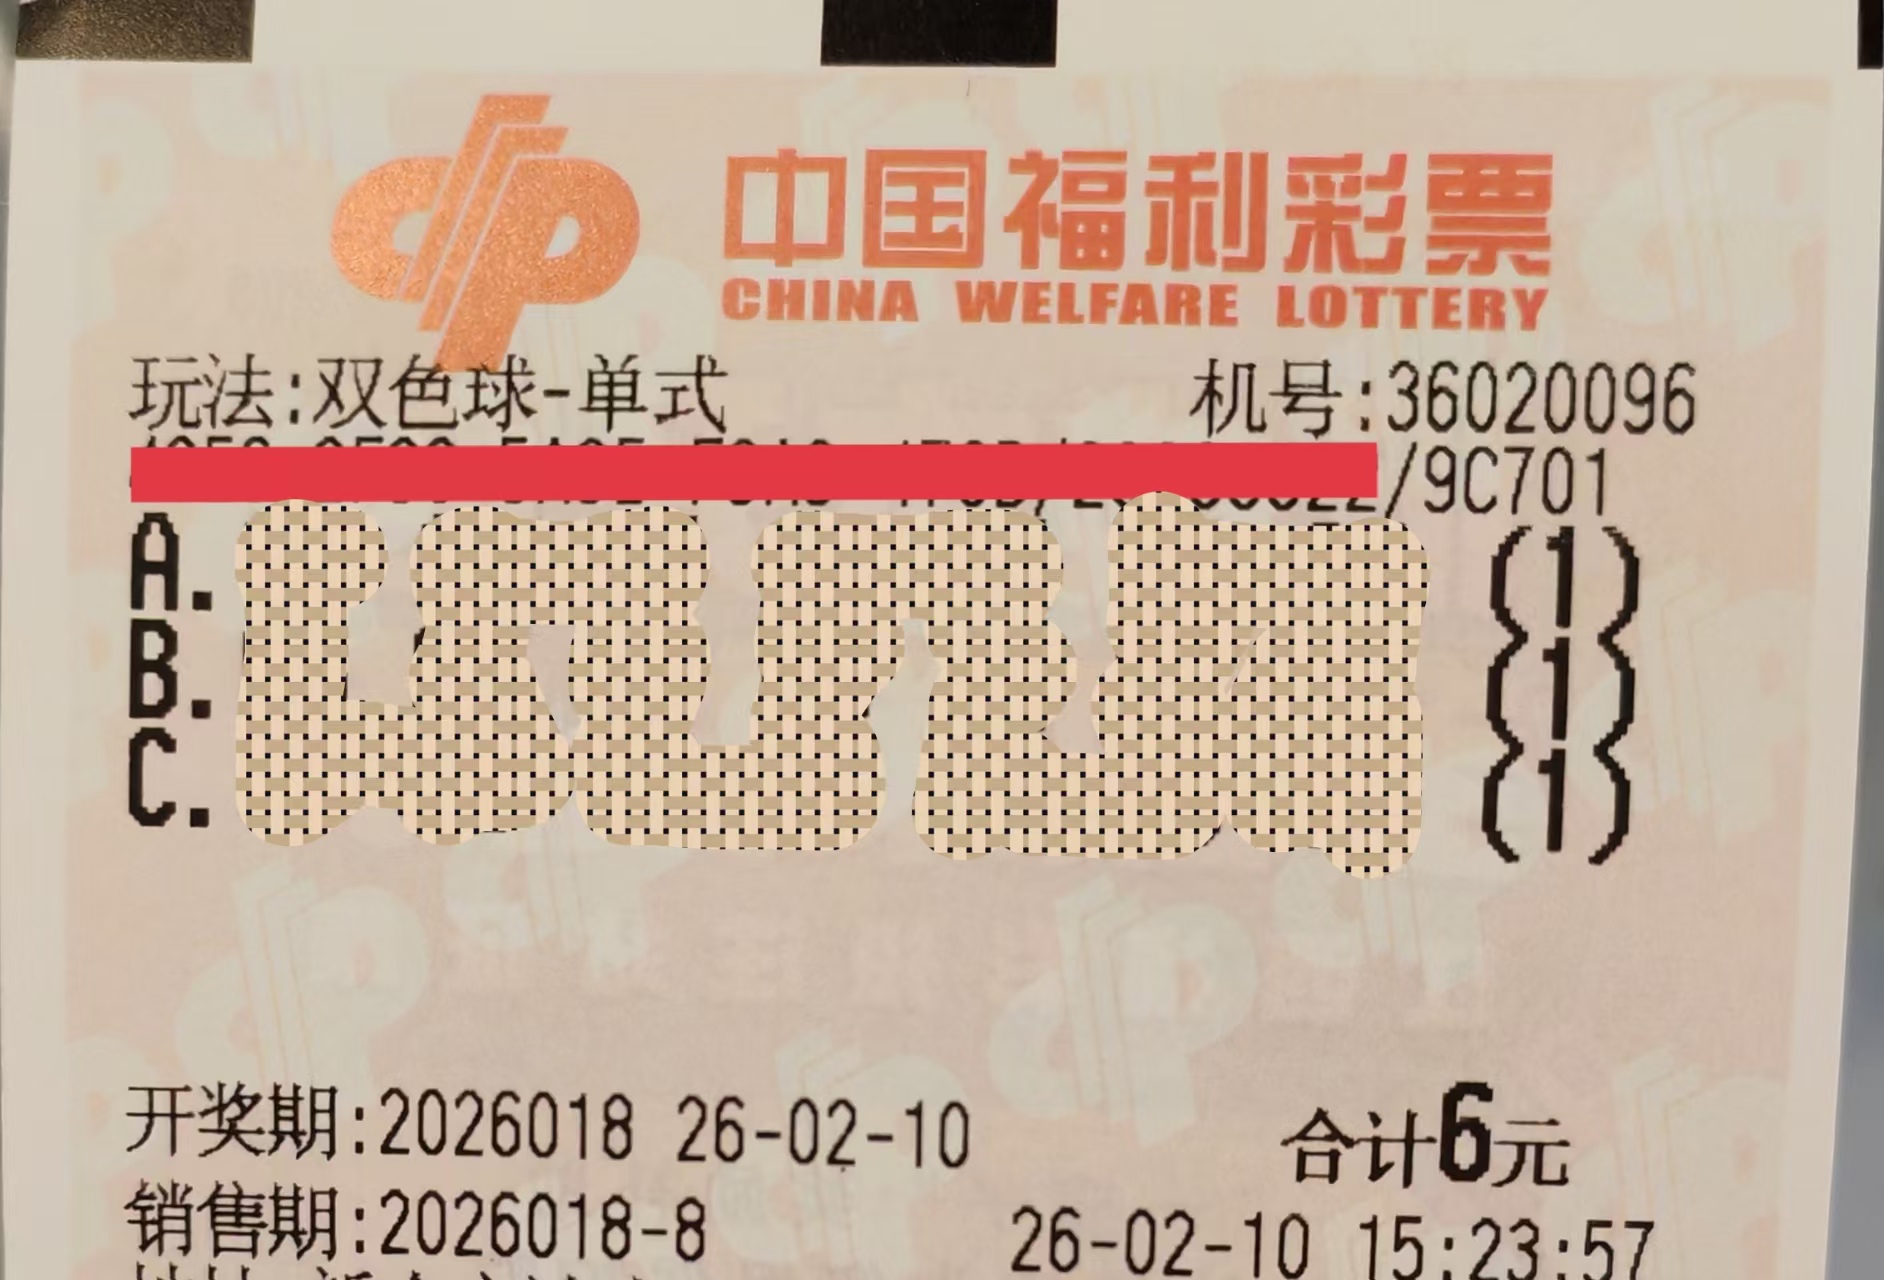 中国福利彩票
CHINA WELFARE LOTTERY
玩法:双色球-单式 机号:36020096
/9C701
A. (1)
B. (1)
C. (1)
开奖期:2026018 26-02-10 合计6元
销售期:2026018-8 26-02-10 15:23:57